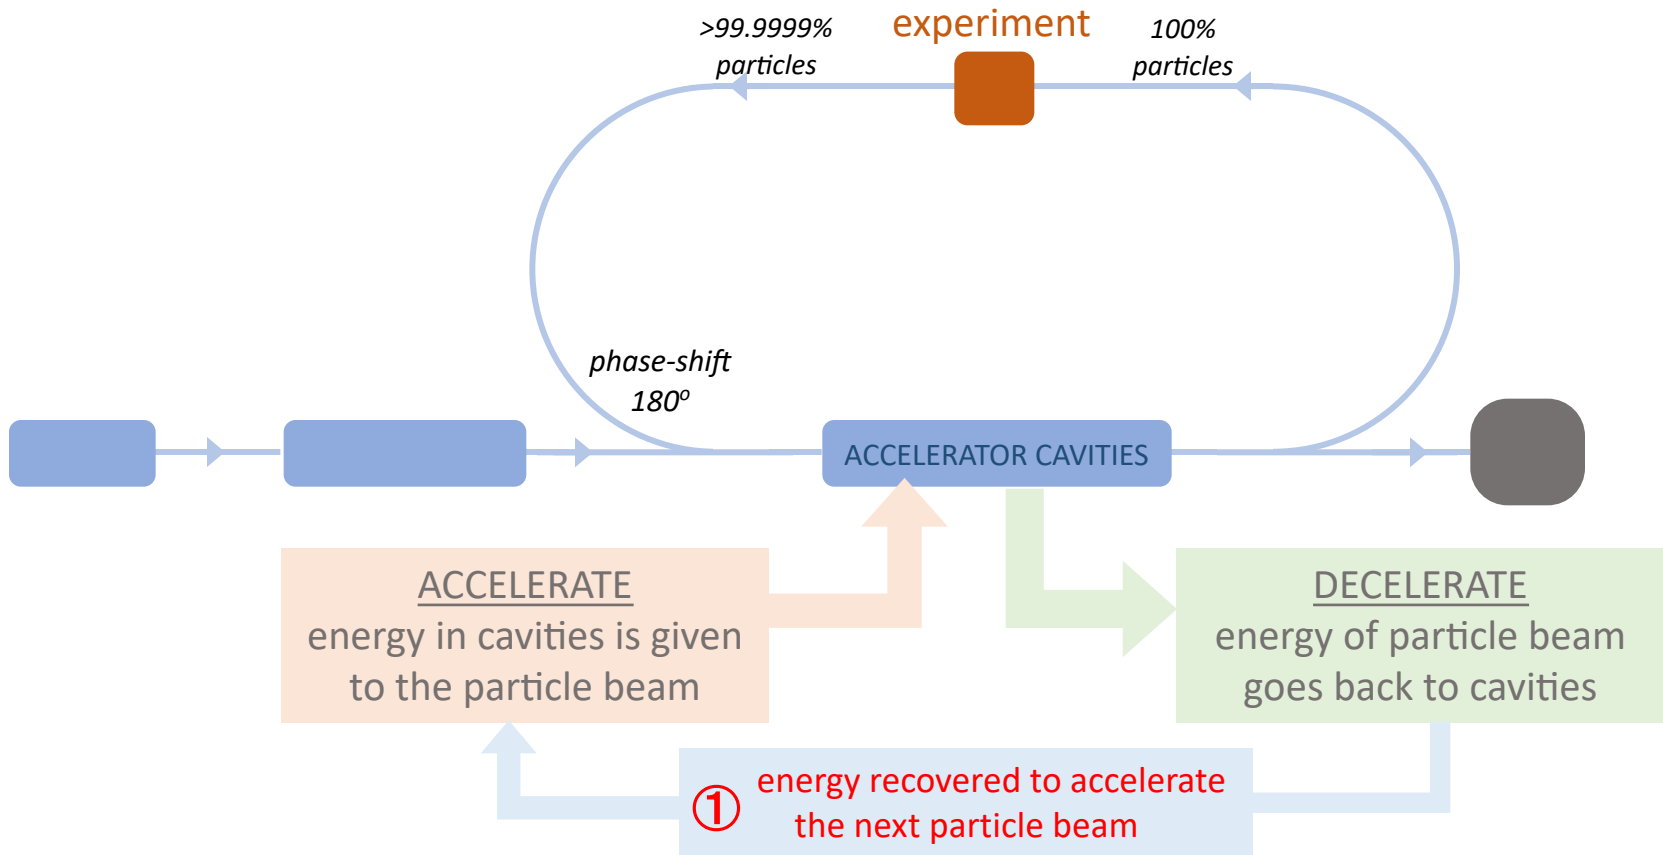 >99.9999%
particles
experiment
100%
particles
phase-shift
180º
ACCELERATOR CAVITIES
ACCELERATE
energy in cavities is given
to the particle beam
DECELERATE
energy of particle beam
goes back to cavities
① energy recovered to accelerate
the next particle beam